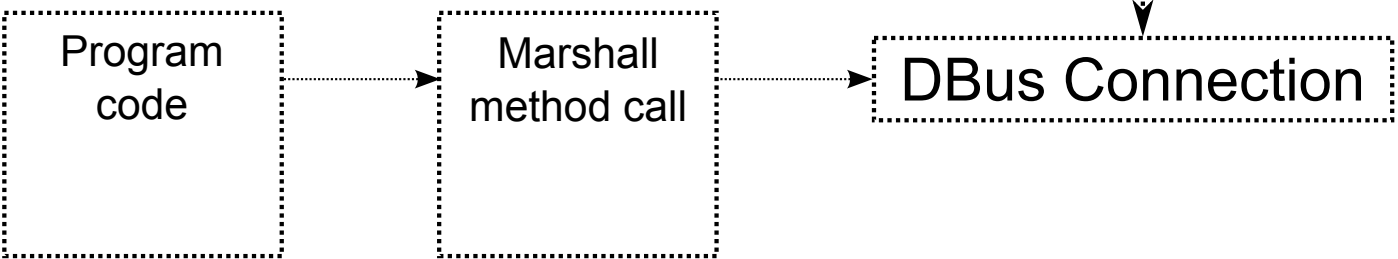 Program
code
Marshall
method call
DBus Connection